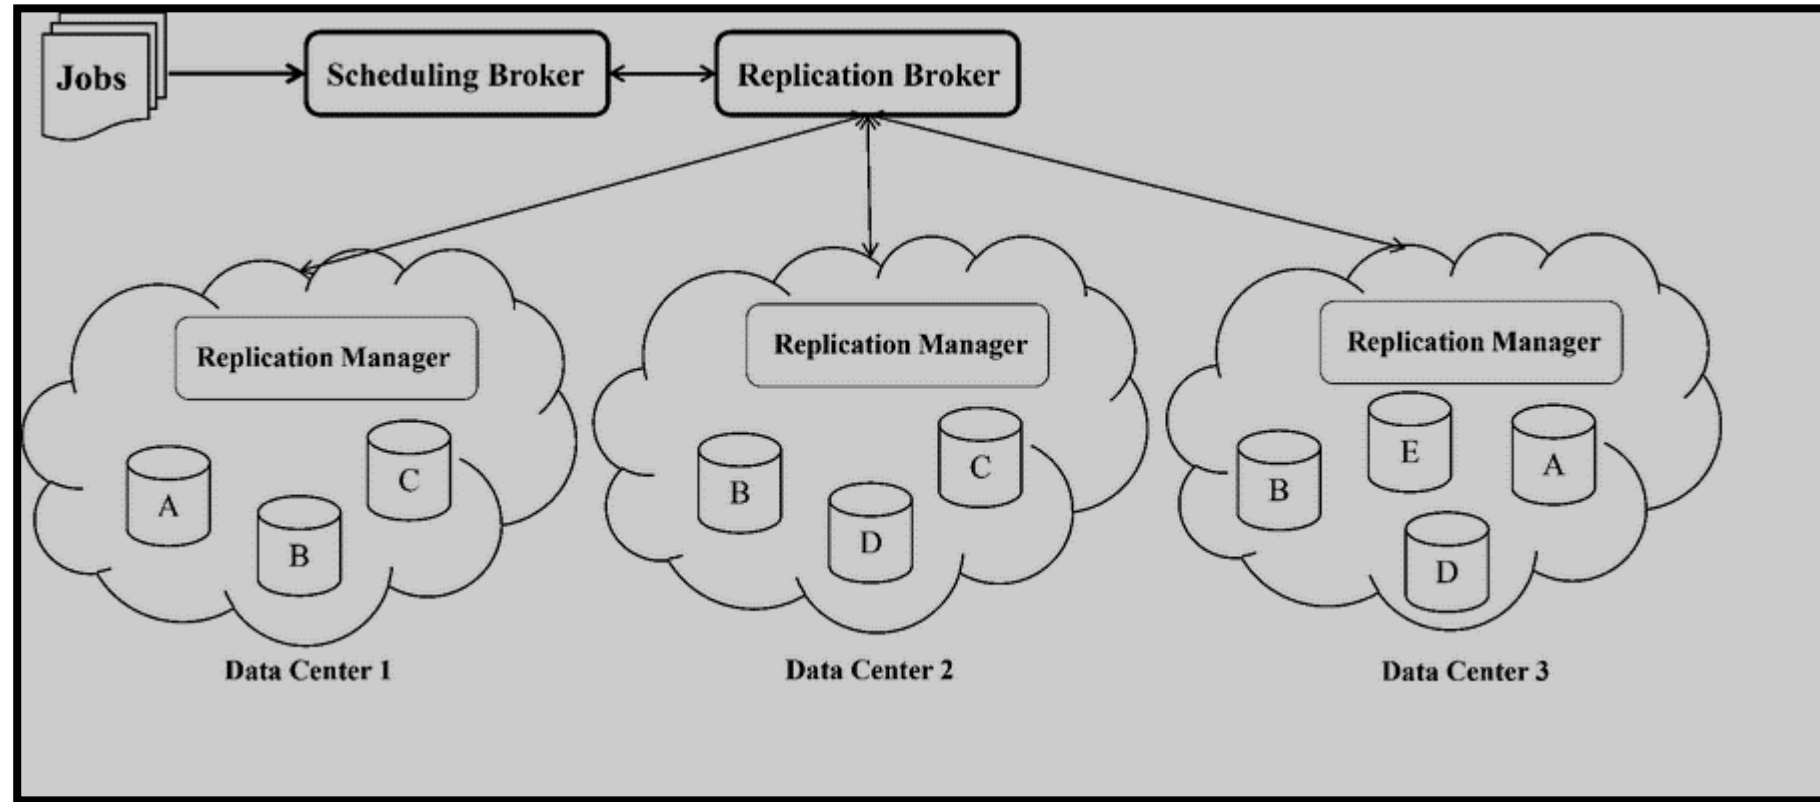 Jobs
Scheduling Broker
Replication Broker
Replication Manager
Replication Manager
Replication Manager
A
B
C
B
D
C
B
E
A
D
Data Center 1
Data Center 2
Data Center 3